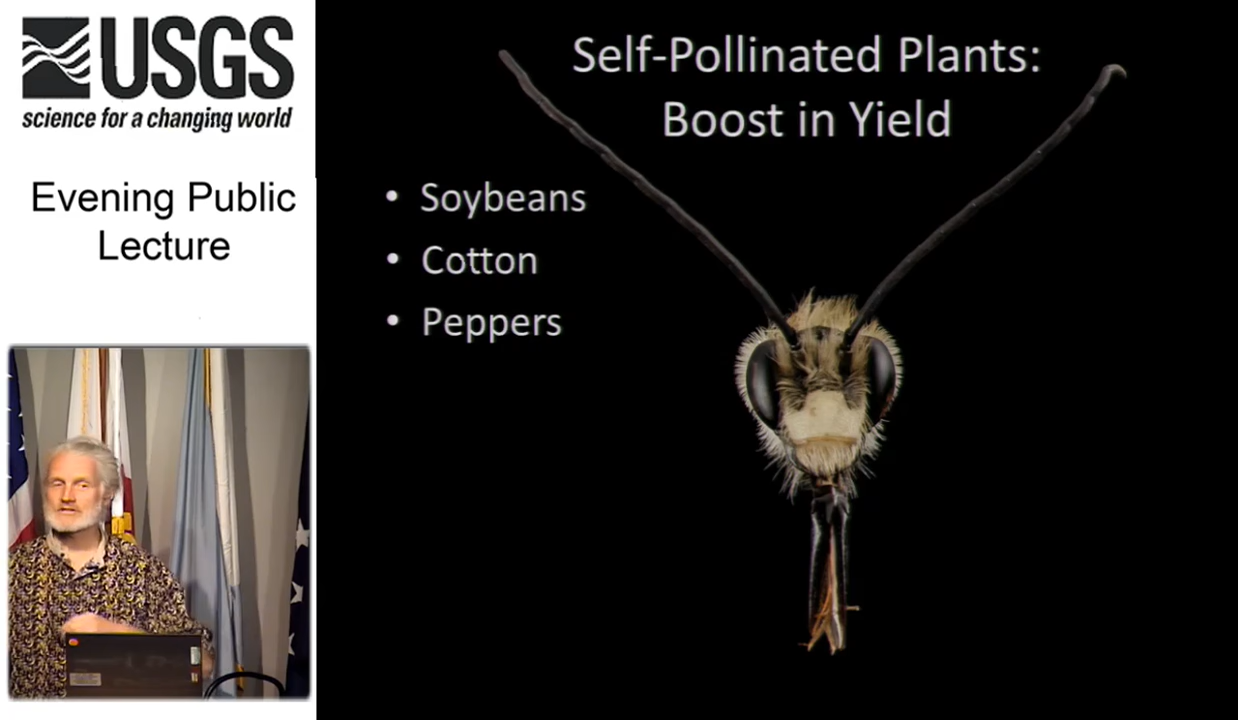 USGS
science for a changing world
Evening Public
Lecture
Self-Pollinated Plants:
Boost in Yield
• Soybeans
• Cotton
• Peppers